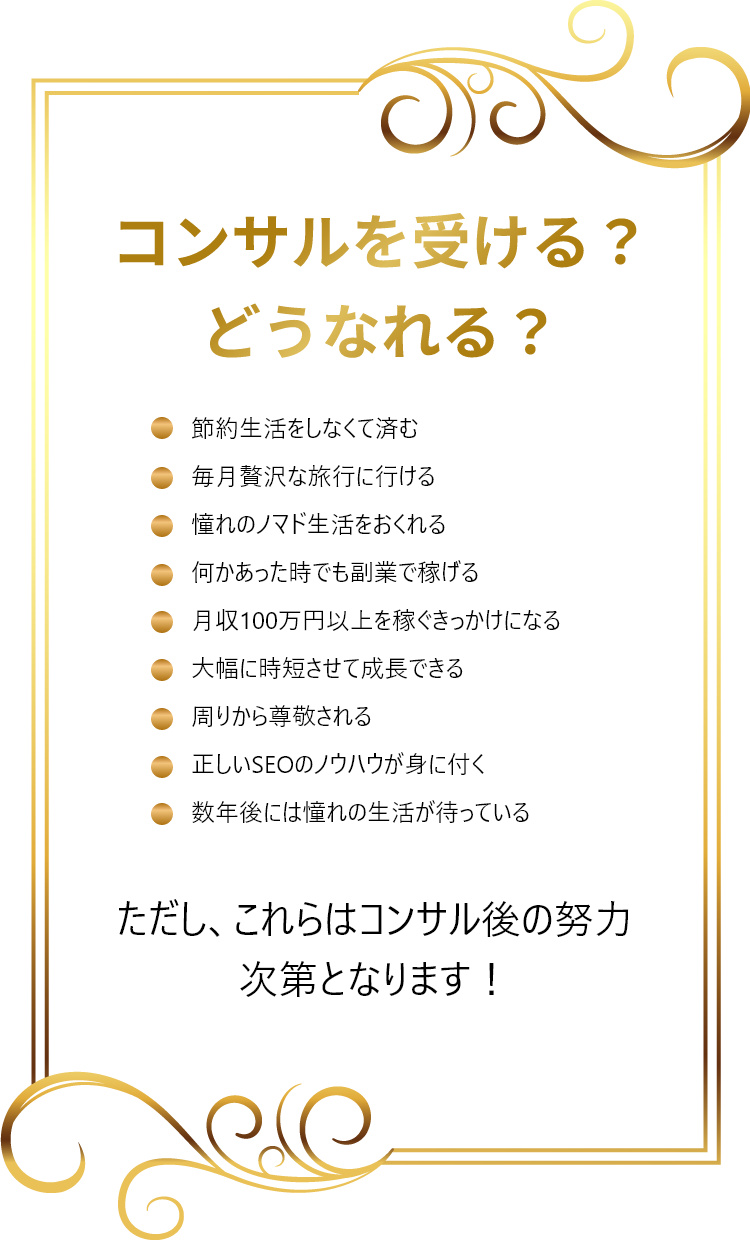 コンサルを受ける？
どうなれる？
節約生活をしなくて済む
毎月贅沢な旅行に行ける
憧れのノマド生活をおくれる
何かあった時でも副業で稼げる
月収100万円以上を稼ぐきっかけになる
大幅に時短させて成長できる
周りから尊敬される
正しいSEOのノウハウが身に付く
数年後には憧れの生活が待っている
ただし、これらはコンサル後の努力
次第となります！